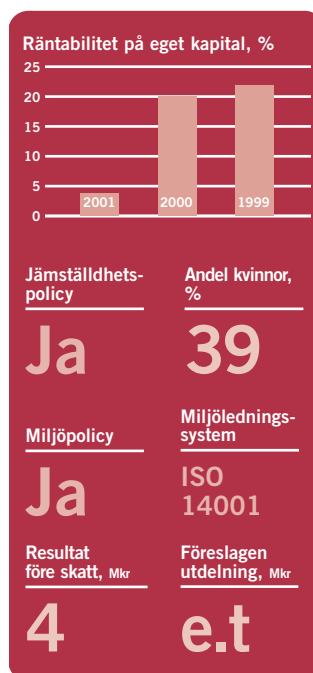 Räntabilitet på eget kapital, %
25
20
15
10
5
0
2001
2000
1999
Jämställdhets-
policy
Ja
Andel kvinnor,
%
39
Miljöpolicy
Ja
Miljölednings-
system
ISO
14001
Resultat
före skatt, Mkr
4
Föreslagen
utdelning, Mkr
e.t